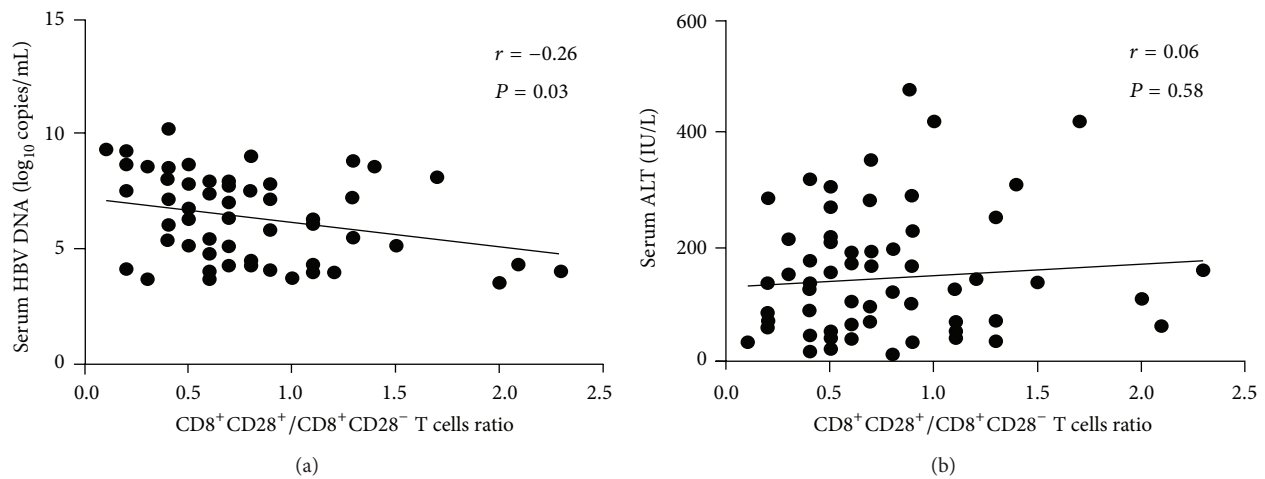 15
10
5
0
Serum HBV DNA (log₁₀ copies/mL)
r = −0.26
P = 0.03
0.0 0.5 1.0 1.5 2.0 2.5
CD8⁺CD28⁺/CD8⁺CD28⁻ T cells ratio
(a)
600
400
200
0
Serum ALT (IU/L)
r = 0.06
P = 0.58
0.0 0.5 1.0 1.5 2.0 2.5
CD8⁺CD28⁺/CD8⁺CD28⁻ T cells ratio
(b)